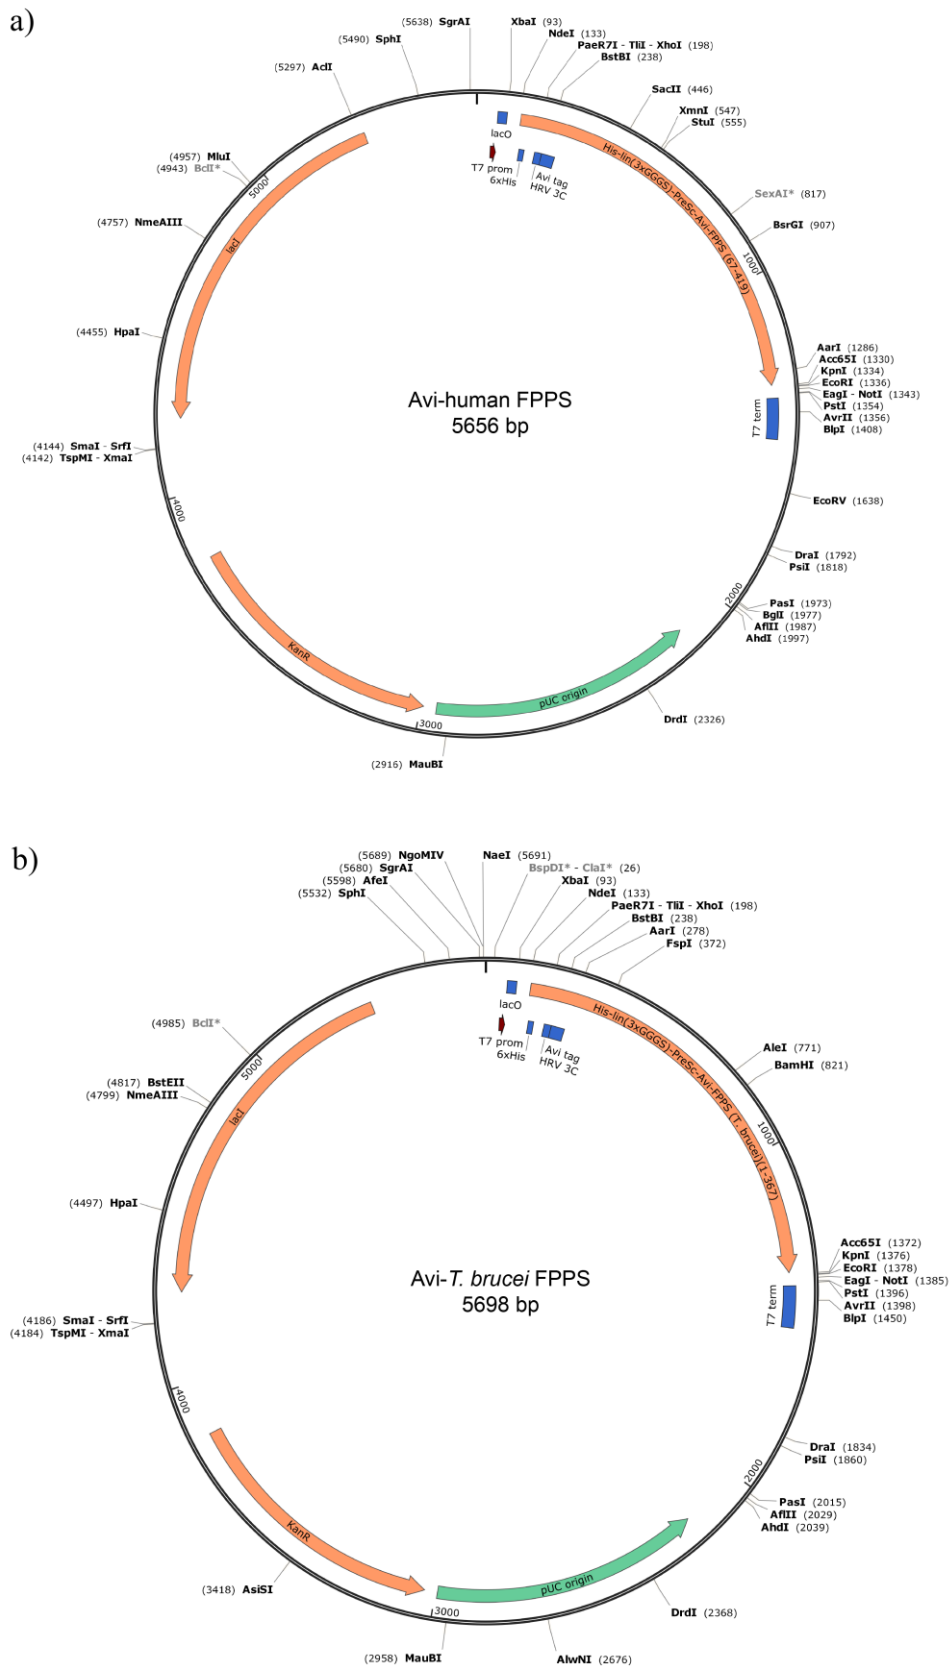 a)
(5638) SgrAI
(5490) SphI
(5297) AclI
(4957) MluI
(4943) BclI*
(4757) NmeAIII
(4455) HpaI
(4144) SmaI - SrfI
(4142) TspMI - XmaI
XbaI (93)
NdeI (133)
PaeR7I - TliI - XhoI (198)
BstBI (238)
SacII (446)
XmnI (547)
StuI (555)
SexAI* (817)
BsrGI (907)
AarI (1286)
Acc65I (1330)
KpnI (1334)
EcoRI (1336)
EagI - NotI (1343)
PstI (1354)
AvrII (1356)
BlpI (1408)
EcoRV (1638)
DraI (1792)
PsiI (1818)
PasI (1973)
BglI (1977)
AflII (1987)
AhdI (1997)
DrdI (2326)
(2916) MauBI
lacO
T7 prom
6xHis
Avi tag
HRV 3C
His-lin(3xGGGS)-PreSc-Avi-FPPS (67-419)
T7 term
lacI
KanR
pUC origin
1000
2000
3000
4000
5000
Avi-human FPPS
5656 bp
b)
(5689) NgoMIV
(5680) SgrAI
(5598) AfeI
(5532) SphI
(4985) BclI*
(4817) BstEII
(4799) NmeAIII
(4497) HpaI
(4186) SmaI - SrfI
(4184) TspMI - XmaI
(3418) AsiSI
NaeI (5691)
BspDI* - ClaI* (26)
XbaI (93)
NdeI (133)
PaeR7I - TliI - XhoI (198)
BstBI (238)
AarI (278)
FspI (372)
AleI (771)
BamHI (821)
Acc65I (1372)
KpnI (1376)
EcoRI (1378)
EagI - NotI (1385)
PstI (1396)
AvrII (1398)
BlpI (1450)
DraI (1834)
PsiI (1860)
PasI (2015)
AflII (2029)
AhdI (2039)
DrdI (2368)
AlwNI (2676)
(2958) MauBI
lacO
T7 prom
6xHis
Avi tag
HRV 3C
His-lin(3xGGGS)-PreSc-Avi-FPPS (T. brucei)(1-367)
T7 term
lacI
KanR
pUC origin
1000
2000
3000
4000
5000
Avi-T. brucei FPPS
5698 bp